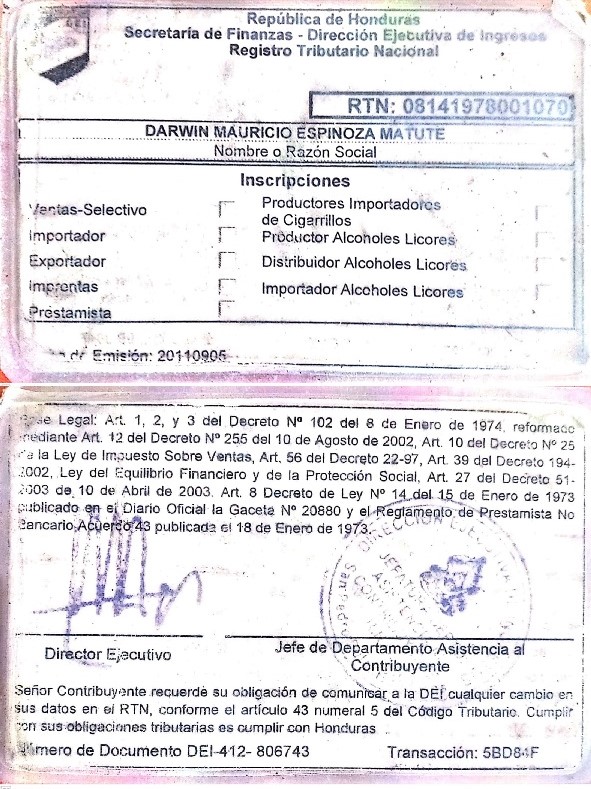 República de Honduras
Secretaría de Finanzas - Dirección Ejecutiva de Ingresos
Registro Tributario Nacional
RTN: 08141978001070
DARWIN MAURICIO ESPINOZA MATUTE
Nombre o Razón Social
Inscripciones
Ventas-Selectivo
Productores Importadores
de Cigarrillos
Importador
Productor Alcoholes Licores
Exportador
Distribuidor Alcoholes Licores
Imprentas
Importador Alcoholes Licores
Préstamista
de Emisión: 20110905
Base Legal: Art. 1, 2, y 3 del Decreto Nº 102 del 8 de Enero de 1974, reformado
mediante Art. 12 del Decreto Nº 255 del 10 de Agosto de 2002, Art. 10 del Decreto Nº 25
de la Ley de Impuesto Sobre Ventas, Art. 56 del Decreto 22-97, Art. 39 del Decreto 194-
2002, Ley del Equilibrio Financiero y de la Protección Social, Art. 27 del Decreto 51-
2003 de 10 de Abril de 2003, Art. 8 Decreto de Ley Nº 14 del 15 de Enero de 1973
publicado en el Diario Oficial la Gaceta Nº 20880 y el Reglamento de Prestamista No
Bancario Acuerdo 43 publicada el 18 de Enero de 1973.
Director Ejecutivo
Jefe de Departamento Asistencia al
Contribuyente
Señor Contribuyente recuerde su obligación de comunicar a la DEI cualquier cambio en
sus datos en el RTN, conforme el artículo 43 numeral 5 del Código Tributario. Cumplir
con sus obligaciones tributarias es cumplir con Honduras
Número de Documento DEI-412- 806743
Transacción: 5BD84F